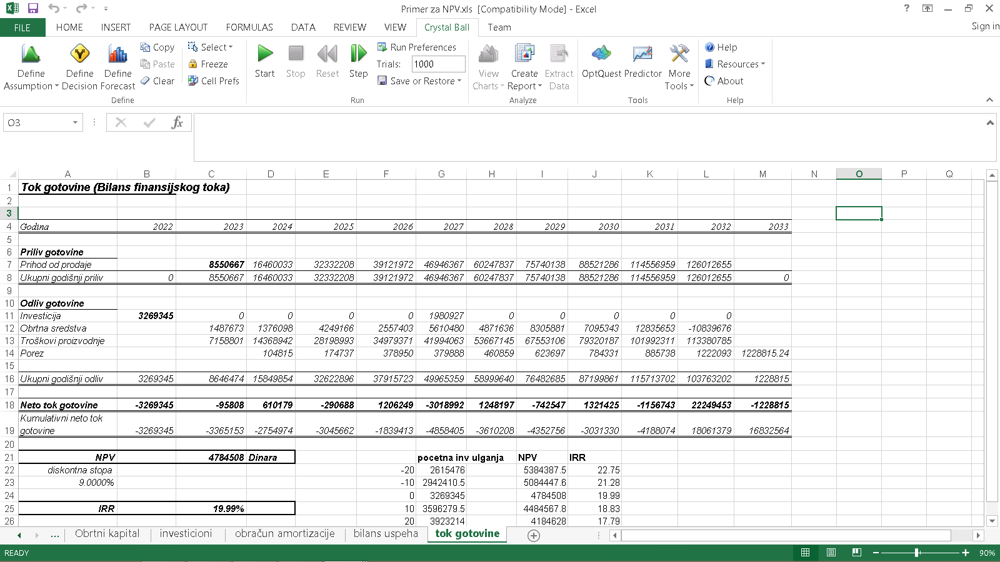 Primer za NPV.xls [Compatibility Mode] - Excel
?
Sign in
FILE HOME INSERT PAGE LAYOUT FORMULAS DATA REVIEW VIEW Crystal Ball Team
Define Assumption
Define Decision
Define Forecast
Copy
Paste
Clear
Define
Select
Freeze
Cell Prefs
Start
Stop
Reset
Step
Run Preferences
Trials: 1000
Save or Restore
Run
View Charts
Create Report
Extract Data
Analyze
OptQuest
Predictor
More Tools
Tools
Help
Resources
About
Help
O3
fx
A B C D E F G H I J K L M N O P Q
1 Tok gotovine (Bilans finansijskog toka)
2
3
4 Godina 2022 2023 2024 2025 2026 2027 2028 2029 2030 2031 2032 2033
5
6 Priliv gotovine
7 Prihod od prodaje 8550667 16460033 32332208 39121972 46946367 60247837 75740138 88521286 114556959 126012655
8 Ukupni godišnji priliv 0 8550667 16460033 32332208 39121972 46946367 60247837 75740138 88521286 114556959 126012655 0
9
10 Odliv gotovine
11 Investicija 3269345 0 0 0 0 1980927 0 0 0 0 0
12 Obrtna sredstva 1487673 1376098 4249166 2557403 5610480 4871636 8305881 7095343 12835653 -10839676
13 Troškovi proizvodnje 7158801 14368942 28198993 34979371 41994063 53667145 67553106 79320187 101992311 113380785
14 Porez 104815 174737 378950 379888 460859 623697 784331 885738 1222093 1228815.24
15
16 Ukupni godišnji odliv 3269345 8646474 15849854 32622896 37915723 49965359 58999640 76482685 87199861 115713702 103763202 1228815
17
18 Neto tok gotovine -3269345 -95808 610179 -290688 1206249 -3018992 1248197 -742547 1321425 -1156743 22249453 -1228815
Kumulativni neto tok
19 gotovine -3269345 -3365153 -2754974 -3045662 -1839413 -4858405 -3610208 -4352756 -3031330 -4188074 18061379 16832564
20
21 NPV 4784508 Dinara pocetna inv ulganja NPV IRR
22 diskontna stopa -20 2615476 5384387.5 22.75
23 9.0000% -10 2942410.5 5084447.6 21.28
24 0 3269345 4784508 19.99
25 IRR 19.99% 10 3596279.5 4484567.8 18.83
26 20 3923214 4184628 17.79
... Obrtni kapital investicioni obračun amortizacije bilans uspeha tok gotovine
READY 90%